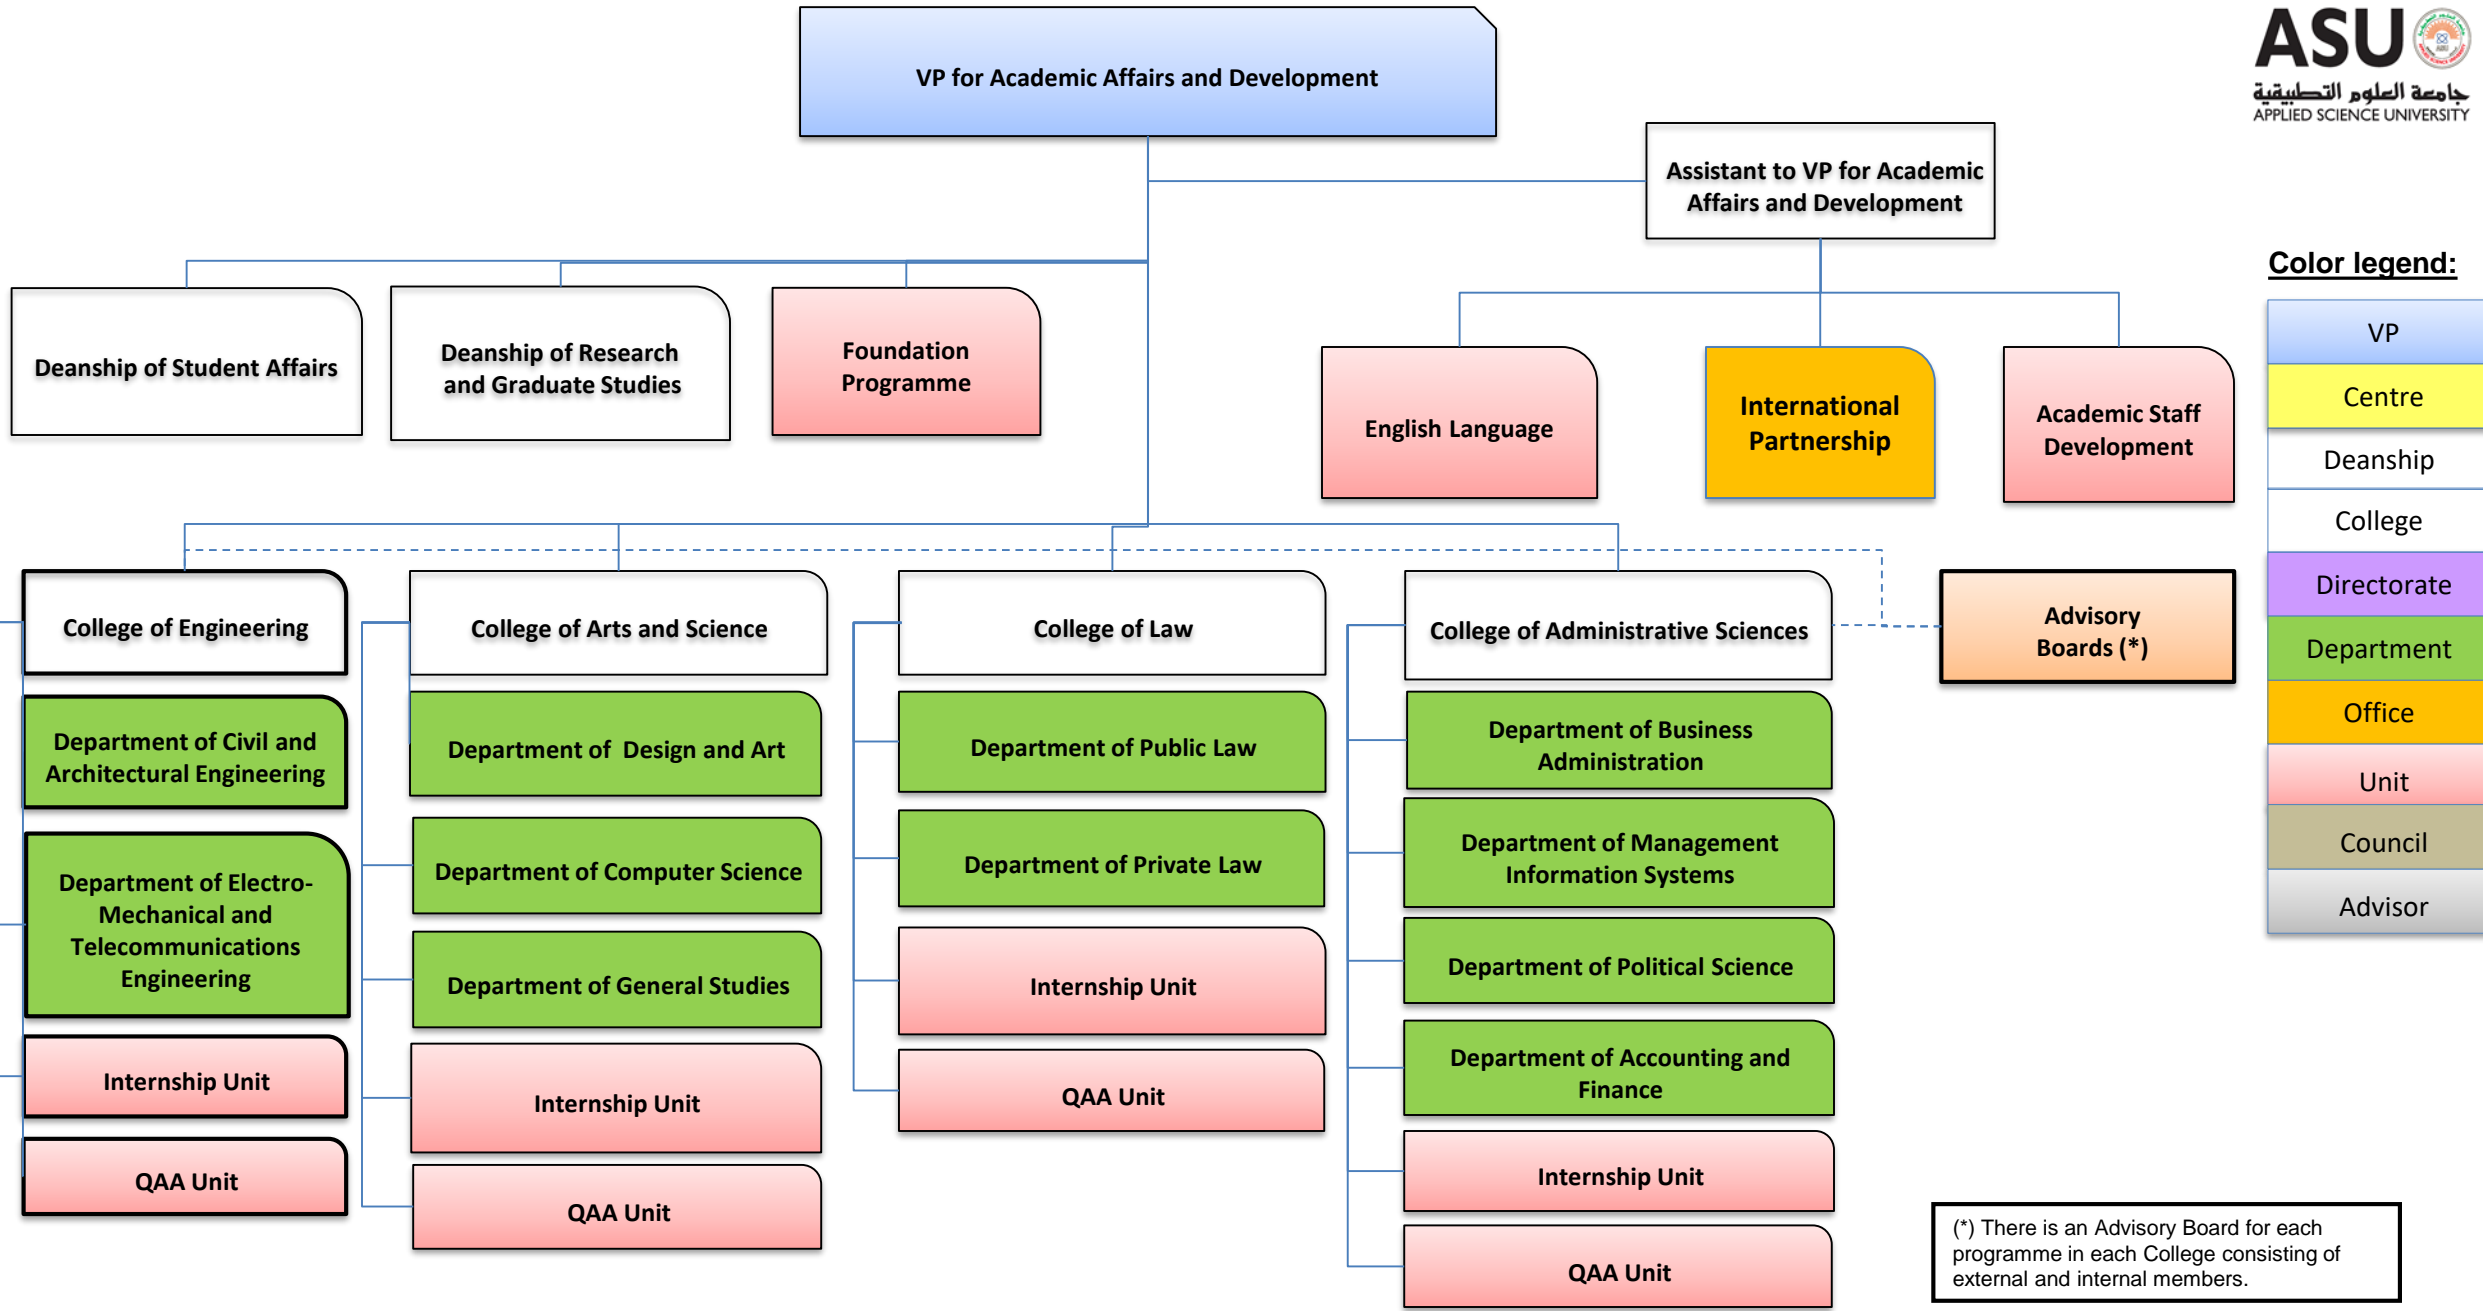 ASU
جامعة العلوم التطبيقية
APPLIED SCIENCE UNIVERSITY
VP for Academic Affairs and Development
Assistant to VP for Academic
Affairs and Development
Deanship of Student Affairs
Deanship of Research
and Graduate Studies
Foundation
Programme
English Language
International
Partnership
Academic Staff
Development
Color legend:
VP
Centre
Deanship
College
Directorate
Department
Office
Unit
Council
Advisor
College of Engineering
Department of Civil and
Architectural Engineering
Department of Electro-
Mechanical and
Telecommunications
Engineering
Internship Unit
QAA Unit
College of Arts and Science
Department of  Design and Art
Department of Computer Science
Department of General Studies
Internship Unit
QAA Unit
College of Law
Department of Public Law
Department of Private Law
Internship Unit
QAA Unit
College of Administrative Sciences
Department of Business
Administration
Department of Management
Information Systems
Department of Political Science
Department of Accounting and
Finance
Internship Unit
QAA Unit
Advisory
Boards (*)
(*) There is an Advisory Board for each
programme in each College consisting of
external and internal members.